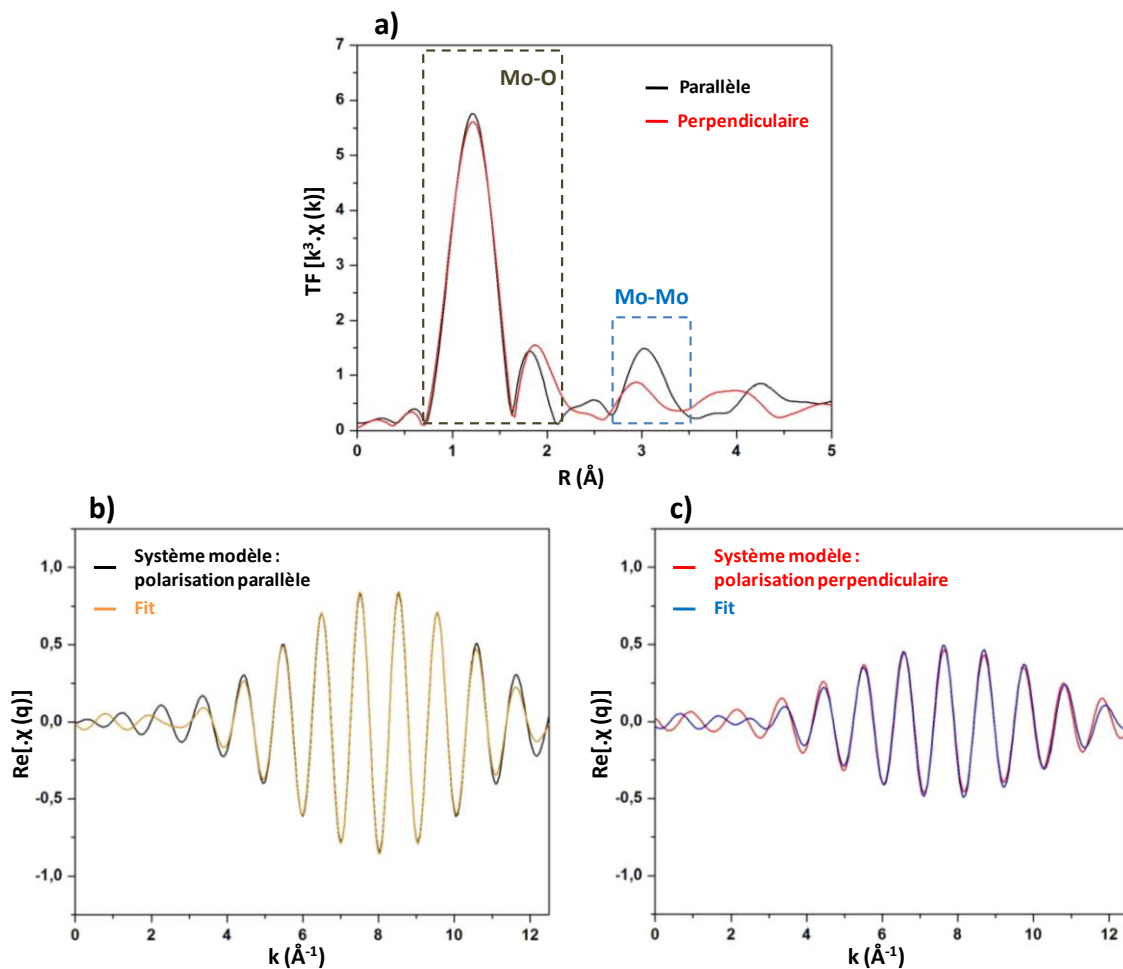 a)
7
6
5
4
3
2
1
0
TF [k³.χ (k)]
Mo-O
Parallèle
Perpendiculaire
Mo-Mo
0 1 2 3 4 5
R (Å)
b)
1,0
0,5
0,0
-0,5
-1,0
Re[.χ (q)]
Système modèle :
polarisation parallèle
Fit
0 2 4 6 8 10 12
k (Å⁻¹)
c)
1,0
0,5
0,0
-0,5
-1,0
Re[.χ (q)]
Système modèle :
polarisation perpendiculaire
Fit
0 2 4 6 8 10 12
k (Å⁻¹)